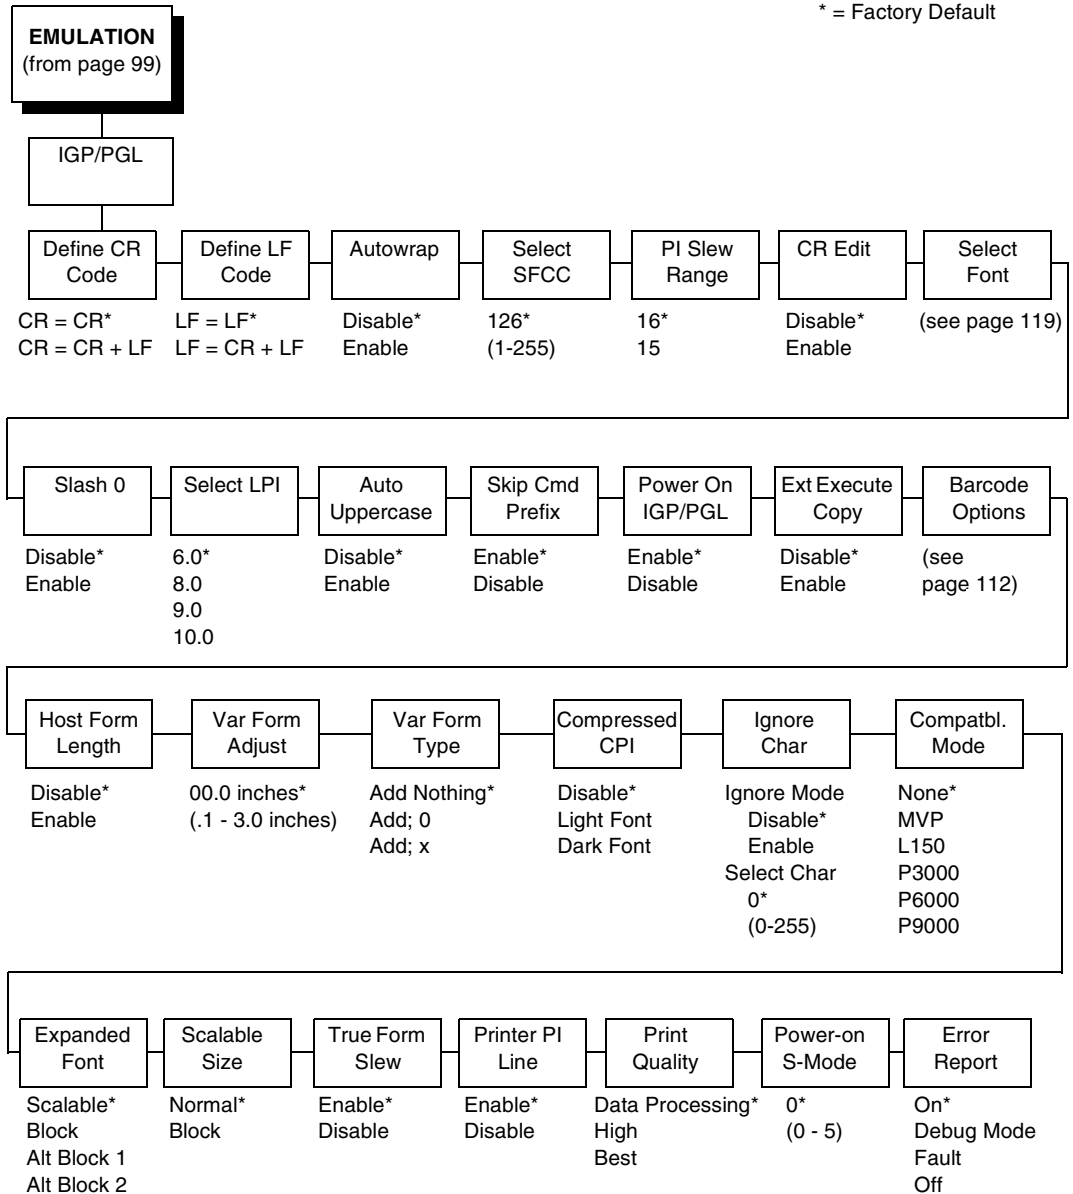 * = Factory Default
EMULATION
(from page 99)
IGP/PGL
Define CR
Code
CR = CR*
CR = CR + LF
Define LF
Code
LF = LF*
LF = CR + LF
Autowrap
Disable*
Enable
Select
SFCC
126*
(1-255)
PI Slew
Range
16*
15
CR Edit
Disable*
Enable
Select
Font
(see page 119)
Slash 0
Disable*
Enable
Select LPI
6.0*
8.0
9.0
10.0
Auto
Uppercase
Disable*
Enable
Skip Cmd
Prefix
Enable*
Disable
Power On
IGP/PGL
Enable*
Disable
Ext Execute
Copy
Disable*
Enable
Barcode
Options
(see
page 112)
Host Form
Length
Disable*
Enable
Var Form
Adjust
00.0 inches*
(.1 - 3.0 inches)
Var Form
Type
Add Nothing*
Add; 0
Add; x
Compressed
CPI
Disable*
Light Font
Dark Font
Ignore
Char
Ignore Mode
Disable*
Enable
Select Char
0*
(0-255)
Compatbl.
Mode
None*
MVP
L150
P3000
P6000
P9000
Expanded
Font
Scalable*
Block
Alt Block 1
Alt Block 2
Scalable
Size
Normal*
Block
True Form
Slew
Enable*
Disable
Printer PI
Line
Enable*
Disable
Print
Quality
Data Processing*
High
Best
Power-on
S-Mode
0*
(0 - 5)
Error
Report
On*
Debug Mode
Fault
Off